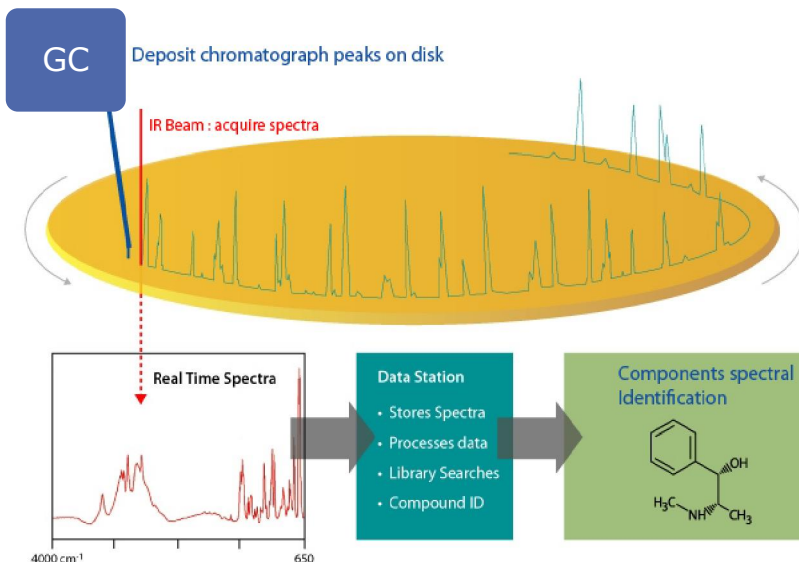 GC
Deposit chromatograph peaks on disk
IR Beam : acquire spectra
Real Time Spectra
4000 cm⁻¹
650
Data Station
• Stores Spectra
• Processes data
• Library Searches
• Compound ID
Components spectral
Identification
OH
H₃C
NH
CH₃